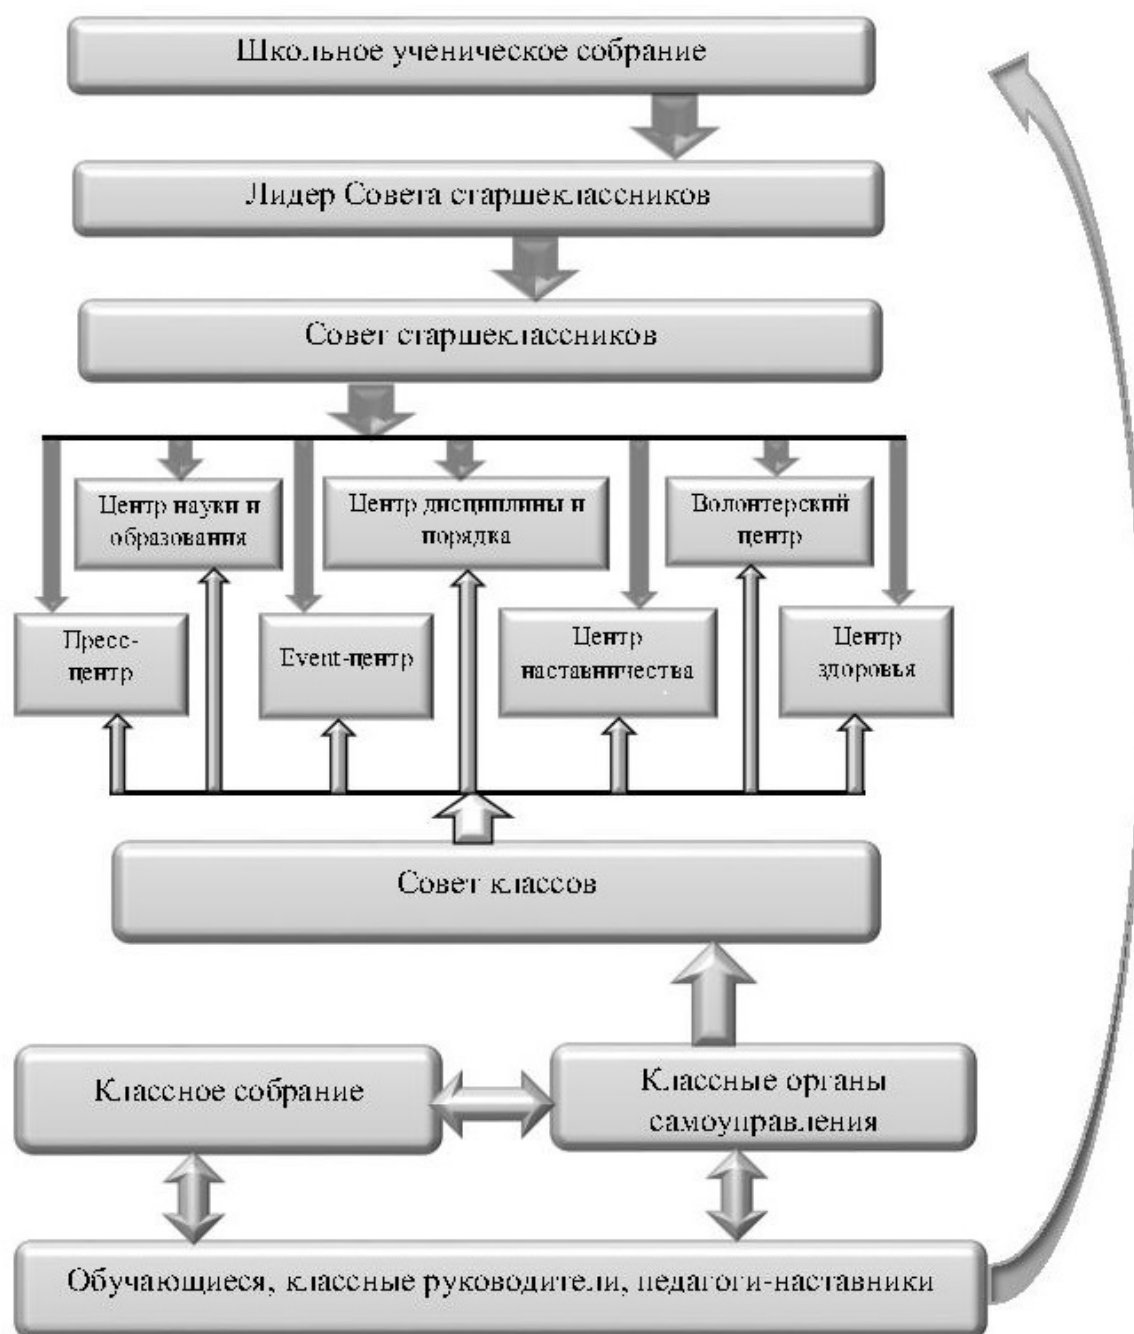 Школьное ученическое собрание
Лидер Совета старшеклассников
Совет старшеклассников
Центр науки и
образования
Центр дисциплины и
порядка
Волонтерский
центр
Пресс-
центр
Event-центр
Центр
наставничества
Центр
здоровья
Совет классов
Классное собрание
Классные органы
самоуправления
Обучающиеся, классные руководители, педагоги-наставники